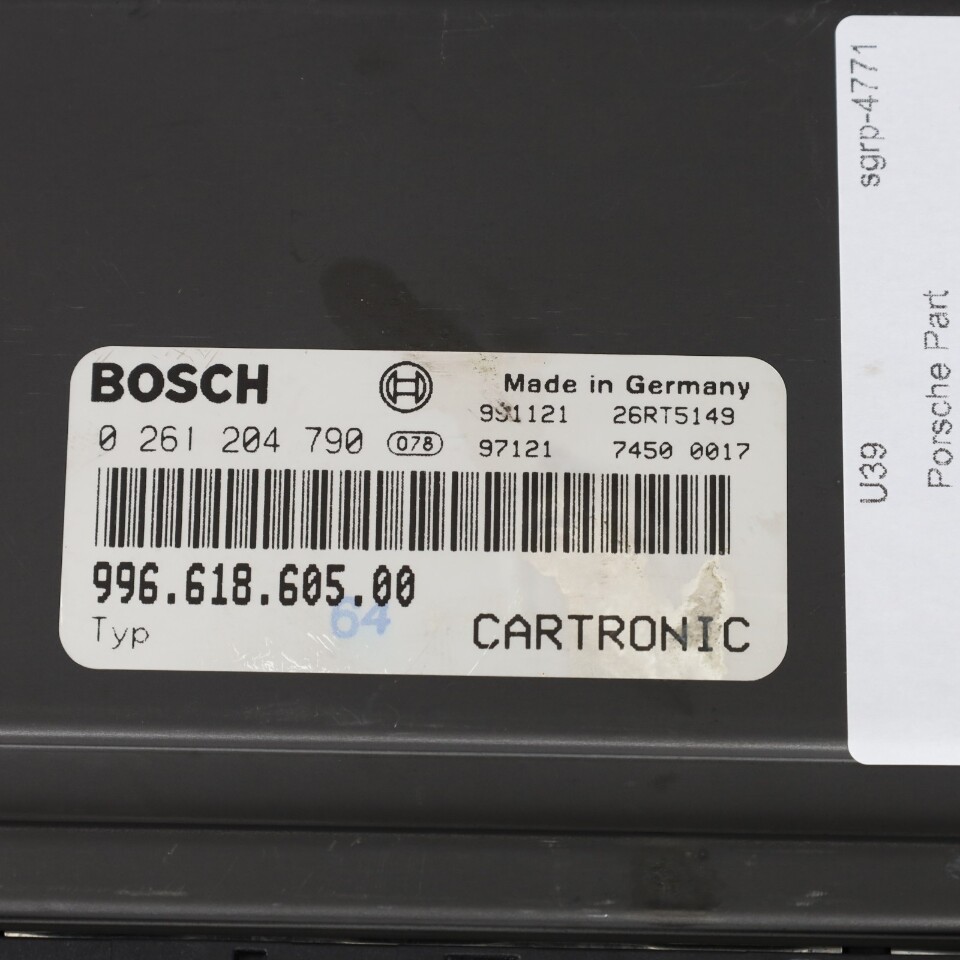 BOSCH
Made in Germany
991121 26RT5149
0 261 204 790 078
97121 7450 0017
996.618.605.00
64
Typ
CARTRONIC
sgrp-4771
U39
Porsche Part